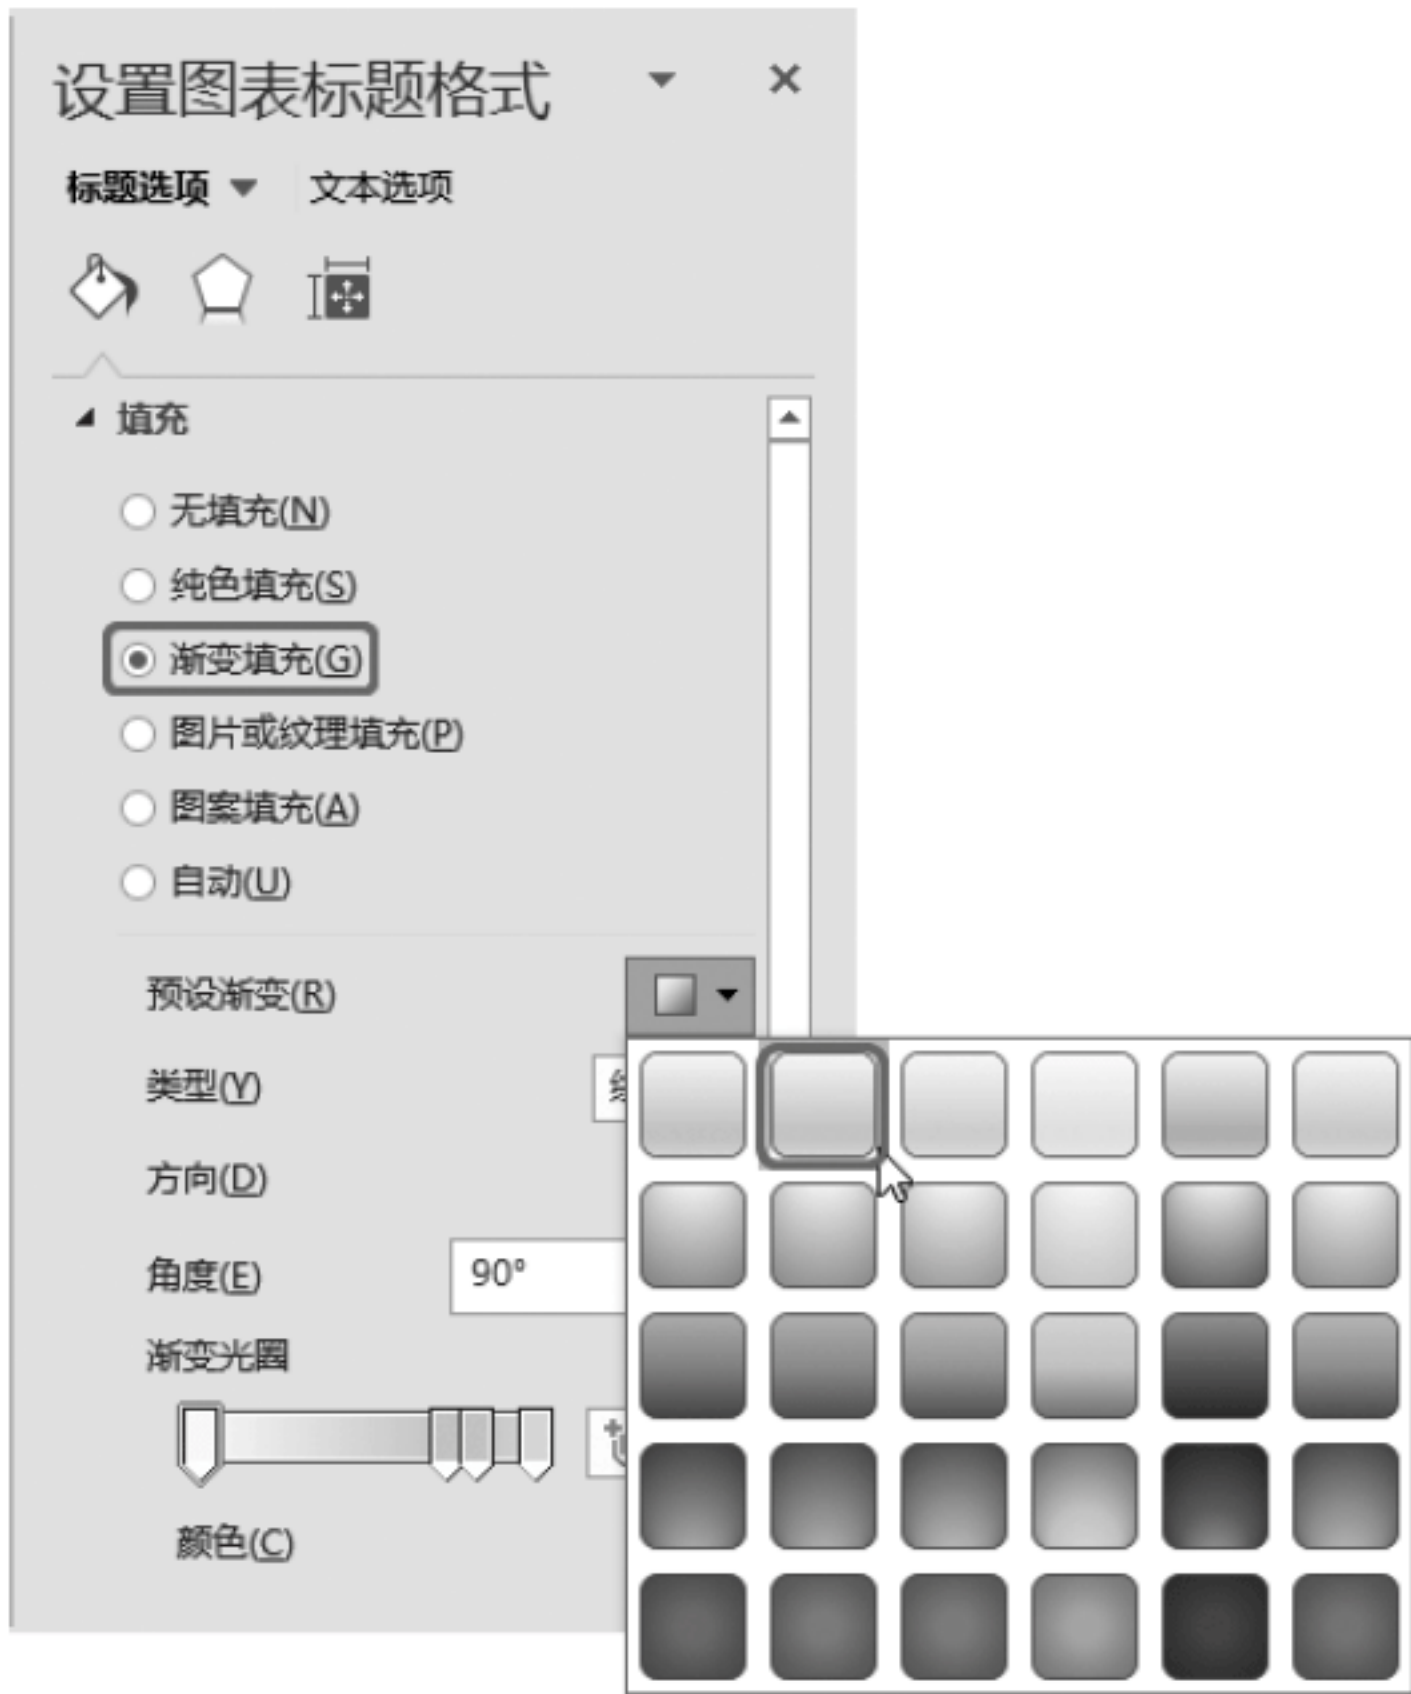 设置图表标题格式
标题选项 文本选项
填充
无填充(N)
纯色填充(S)
渐变填充(G)
图片或纹理填充(P)
图案填充(A)
自动(U)
预设渐变(R)
类型(Y)
方向(D)
角度(E) 90°
渐变光圈
颜色(C)